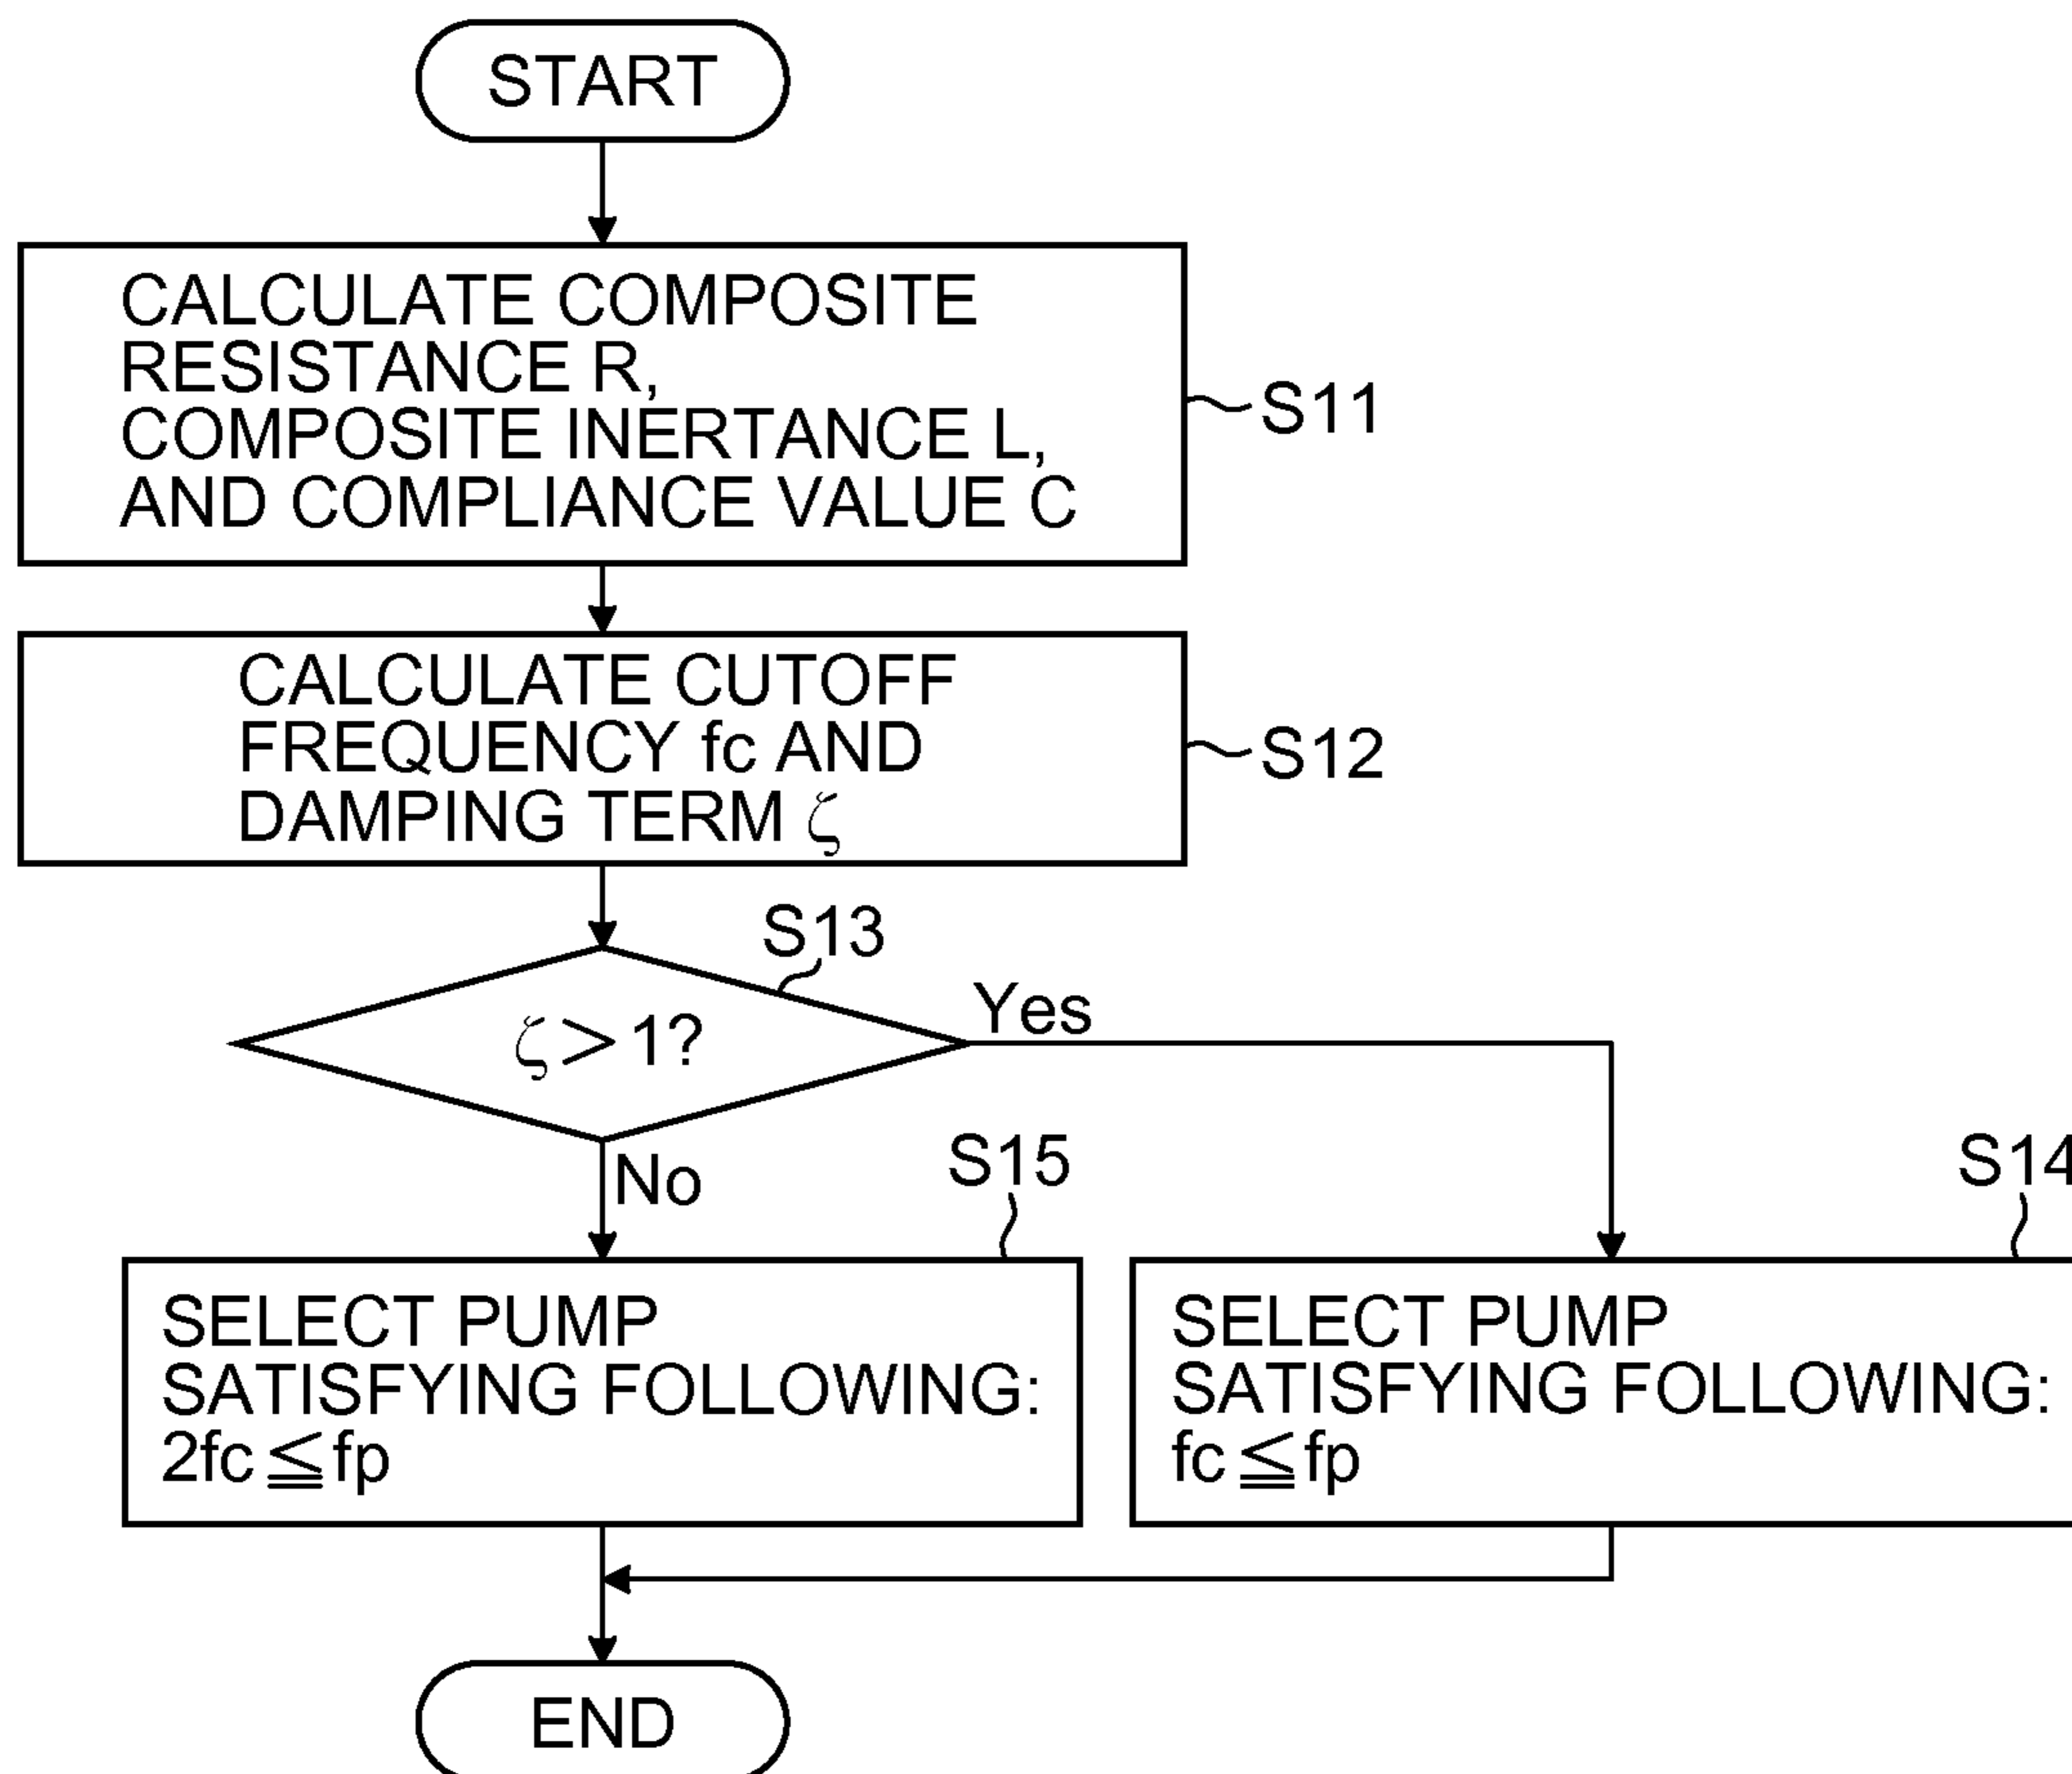 START
CALCULATE COMPOSITE
RESISTANCE R,
COMPOSITE INERTANCE L,
AND COMPLIANCE VALUE C
S11
CALCULATE CUTOFF
FREQUENCY fc AND
DAMPING TERM ζ
S12
S13
ζ > 1?
Yes
No
S15
S14
SELECT PUMP
SATISFYING FOLLOWING:
2fc ≦ fp
SELECT PUMP
SATISFYING FOLLOWING:
fc ≦ fp
END